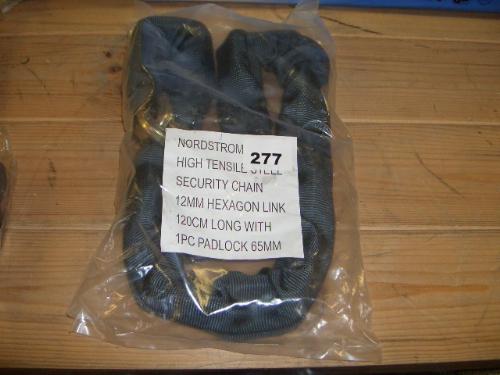 NORDSTROM
277
HIGH TENSILE STEEL
SECURITY CHAIN
12MM HEXAGON LINK
120CM LONG WITH
1PC PADLOCK 65MM